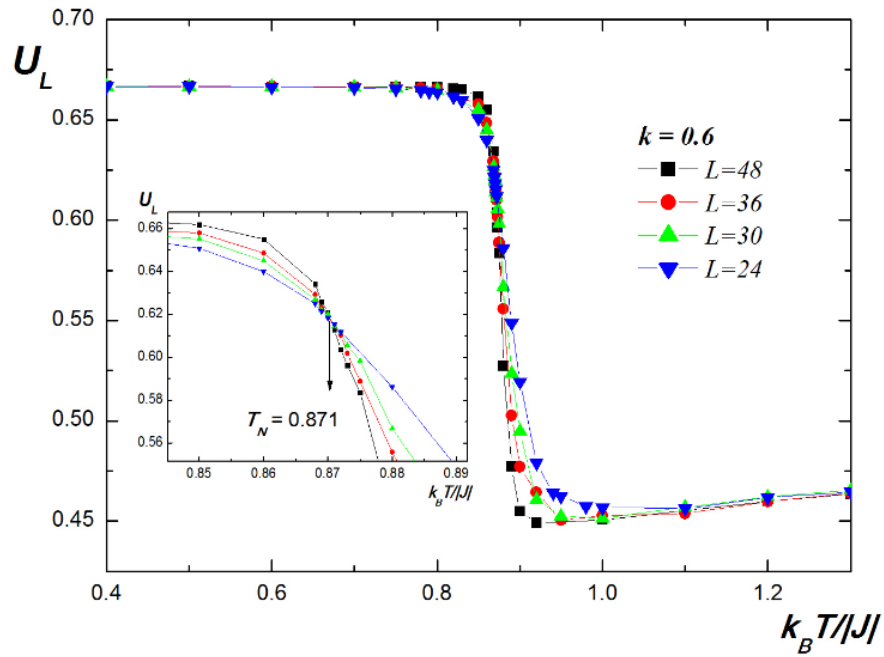 0.70
U_L
0.65
0.60
0.55
0.50
0.45
k = 0.6
L=48
L=36
L=30
L=24
U_L
0.66
0.64
0.62
0.60
0.58
0.56
T_N = 0.871
0.85 0.86 0.87 0.88 0.89
k_BT/|J|
0.4 0.6 0.8 1.0 1.2
k_BT/|J|